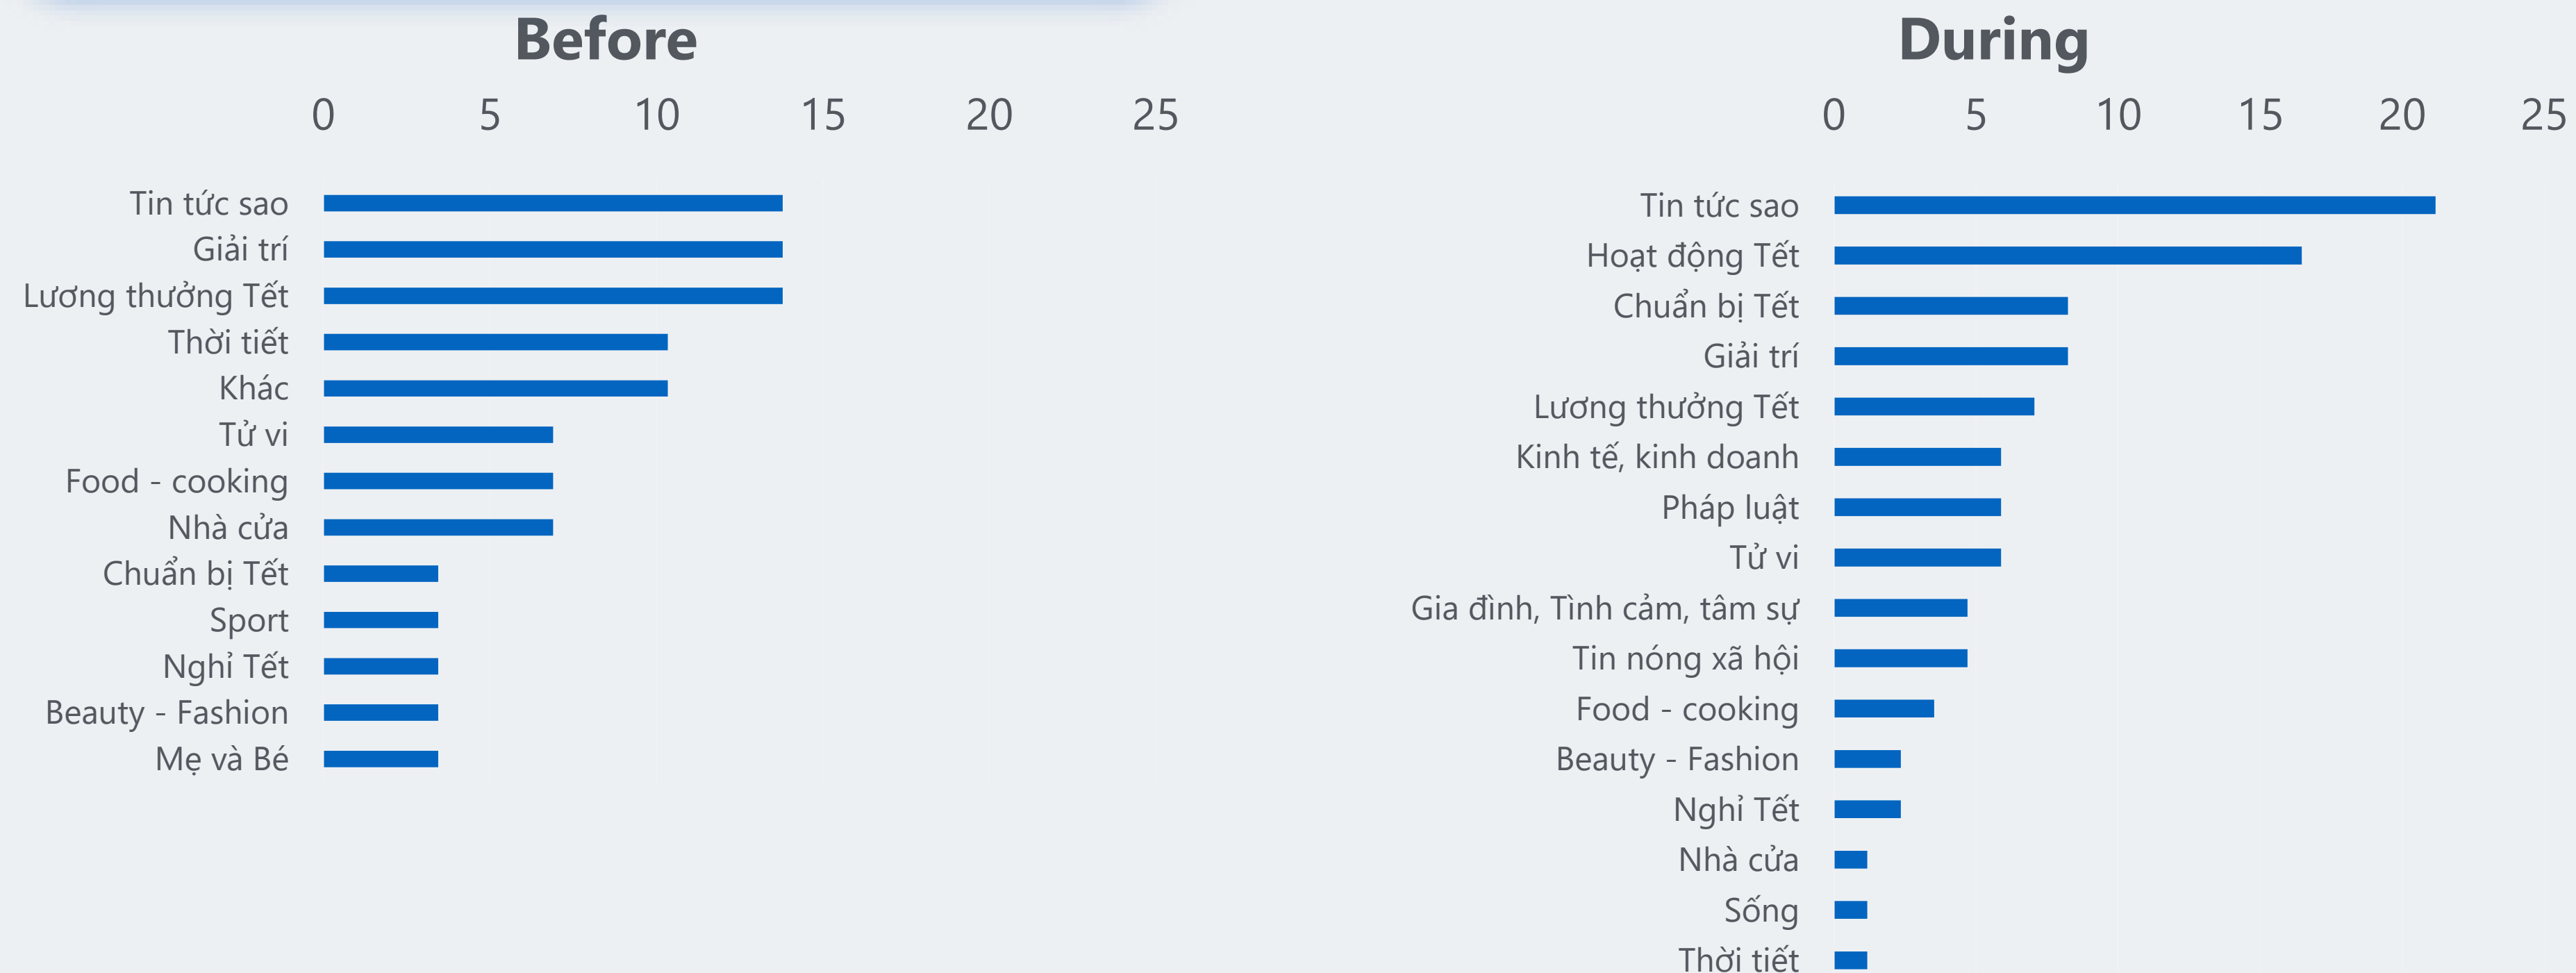 Before
0 5 10 15 20 25
Tin tức sao
Giải trí
Lương thưởng Tết
Thời tiết
Khác
Tử vi
Food - cooking
Nhà cửa
Chuẩn bị Tết
Sport
Nghỉ Tết
Beauty - Fashion
Mẹ và Bé
During
0 5 10 15 20 25
Tin tức sao
Hoạt động Tết
Chuẩn bị Tết
Giải trí
Lương thưởng Tết
Kinh tế, kinh doanh
Pháp luật
Tử vi
Gia đình, Tình cảm, tâm sự
Tin nóng xã hội
Food - cooking
Beauty - Fashion
Nghỉ Tết
Nhà cửa
Sống
Thời tiết